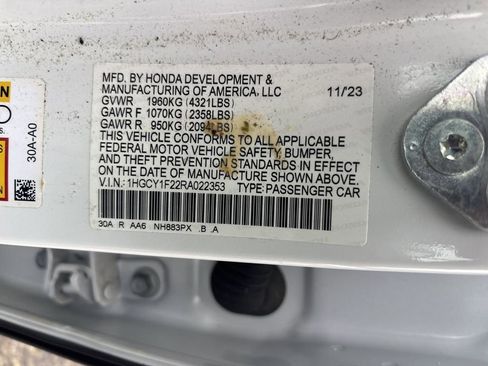 MFD. BY HONDA DEVELOPMENT &
MANUFACTURING OF AMERICA, LLC 11/23
GVWR 1960KG (4321LBS)
GAWR F 1070KG (2358LBS)
GAWR R 950KG (2094LBS)
THIS VEHICLE CONFORMS TO ALL APPLICABLE
FEDERAL MOTOR VEHICLE SAFETY, BUMPER,
AND THEFT PREVENTION STANDARDS IN EFFECT
ON THE DATE OF MANUFACTURE SHOWN ABOVE.
V.I.N.: 1HGCY1F22RA022353 TYPE: PASSENGER CAR
30A R AA6 NH883PX .B .A
30A-A0